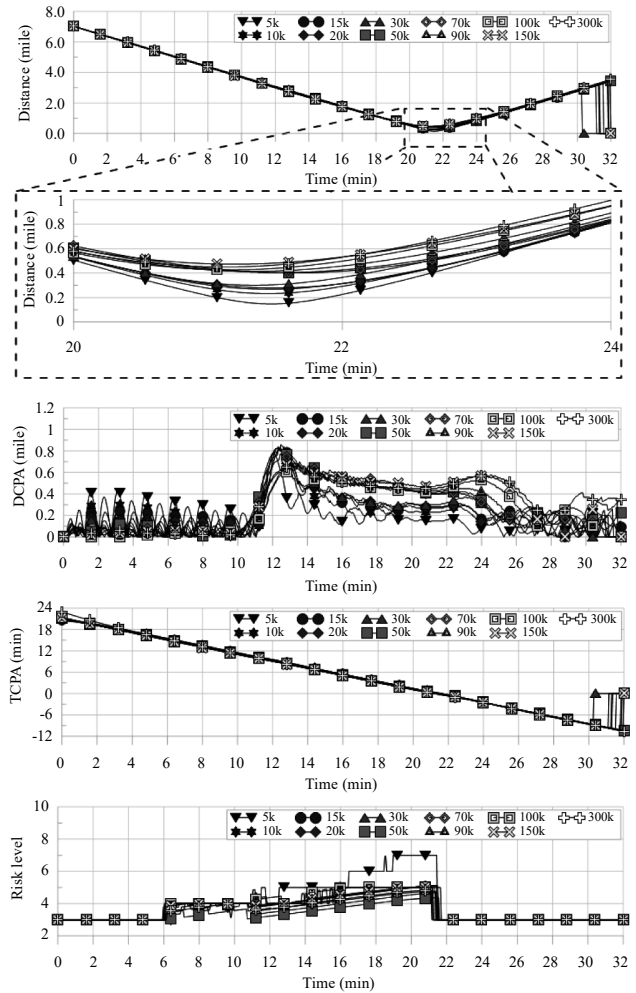 8.0
6.0
4.0
2.0
0.0
Distance (mile)
5k 15k 30k 70k 100k 300k
10k 20k 50k 90k 150k
0 2 4 6 8 10 12 14 16 18 20 22 24 26 28 30 32
Time (min)
1
0.8
0.6
0.4
0.2
0
Distance (mile)
20 22 24
Time (min)
1.2
1
0.8
0.6
0.4
0.2
0
DCPA (mile)
5k 15k 30k 70k 100k 300k
10k 20k 50k 90k 150k
0 2 4 6 8 10 12 14 16 18 20 22 24 26 28 30 32
Time (min)
24
18
12
6
0
-6
-12
TCPA (min)
5k 15k 30k 70k 100k 300k
10k 20k 50k 90k 150k
0 2 4 6 8 10 12 14 16 18 20 22 24 26 28 30 32
Time (min)
10
8
6
4
2
Risk level
5k 15k 30k 70k 100k 300k
10k 20k 50k 90k 150k
0 2 4 6 8 10 12 14 16 18 20 22 24 26 28 30 32
Time (min)